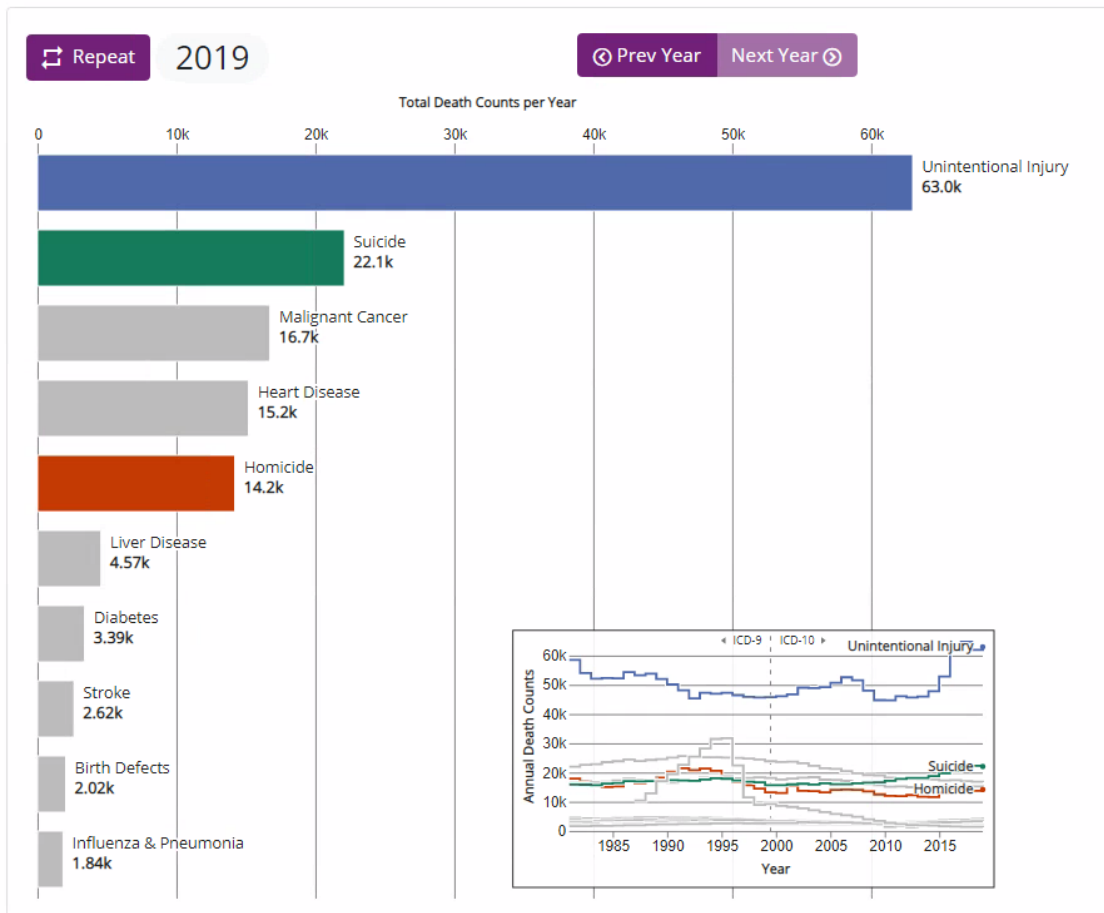 Repeat
2019
Prev Year
Next Year
Total Death Counts per Year
0 10k 20k 30k 40k 50k 60k
Unintentional Injury
63.0k
Suicide
22.1k
Malignant Cancer
16.7k
Heart Disease
15.2k
Homicide
14.2k
Liver Disease
4.57k
Diabetes
3.39k
Stroke
2.62k
Birth Defects
2.02k
Influenza & Pneumonia
1.84k
ICD-9 ICD-10
Unintentional Injury
60k
50k
40k
30k
20k
10k
0
Annual Death Counts
Suicide
Homicide
1985 1990 1995 2000 2005 2010 2015
Year